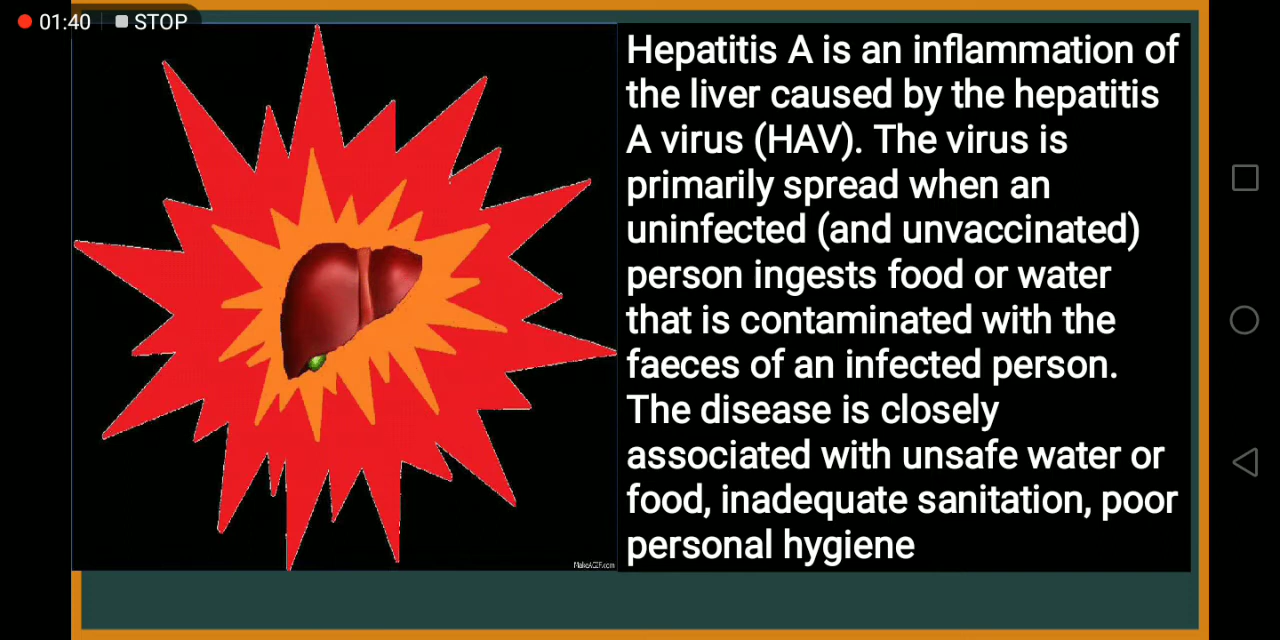 01:40 STOP
Hepatitis A is an inflammation of
the liver caused by the hepatitis
A virus (HAV). The virus is
primarily spread when an
uninfected (and unvaccinated)
person ingests food or water
that is contaminated with the
faeces of an infected person.
The disease is closely
associated with unsafe water or
food, inadequate sanitation, poor
personal hygiene